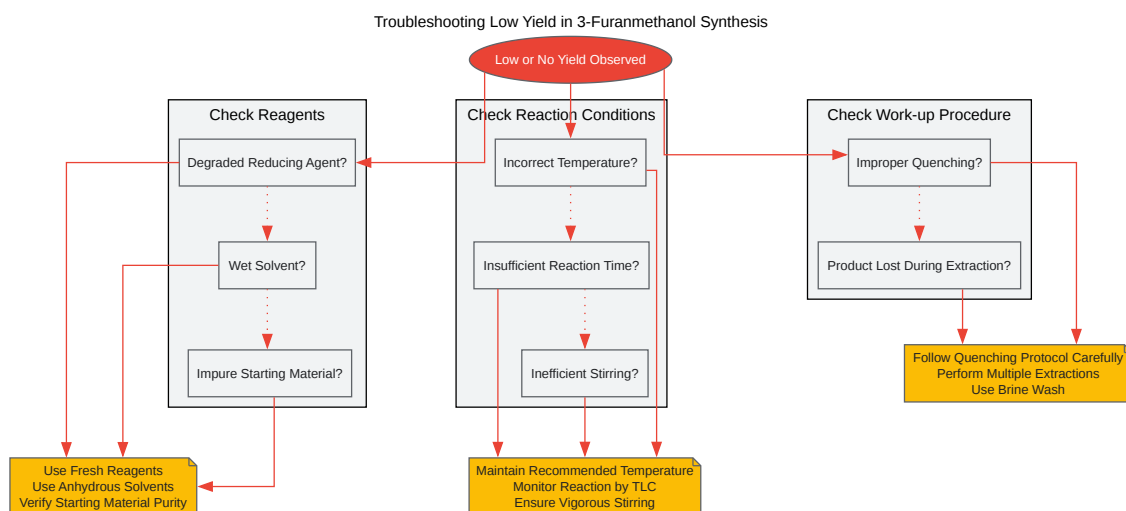 Troubleshooting Low Yield in 3-Furanmethanol Synthesis
Low or No Yield Observed
Check Reagents
Degraded Reducing Agent?
Wet Solvent?
Impure Starting Material?
Use Fresh Reagents
Use Anhydrous Solvents
Verify Starting Material Purity
Check Reaction Conditions
Incorrect Temperature?
Insufficient Reaction Time?
Inefficient Stirring?
Maintain Recommended Temperature
Monitor Reaction by TLC
Ensure Vigorous Stirring
Check Work-up Procedure
Improper Quenching?
Product Lost During Extraction?
Follow Quenching Protocol Carefully
Perform Multiple Extractions
Use Brine Wash